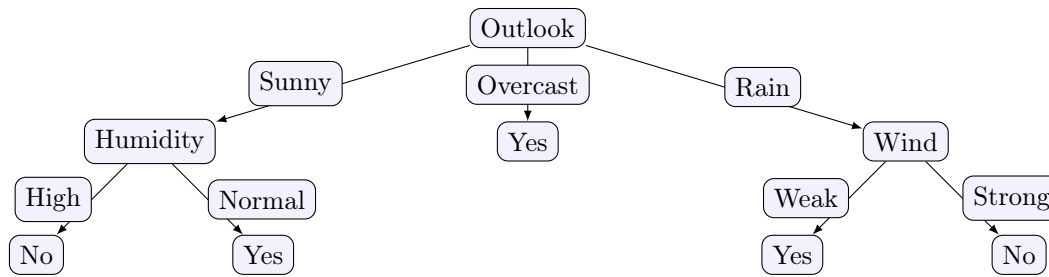 Outlook
Sunny Overcast Rain
Humidity Yes Wind
High Normal Weak Strong
No Yes Yes No